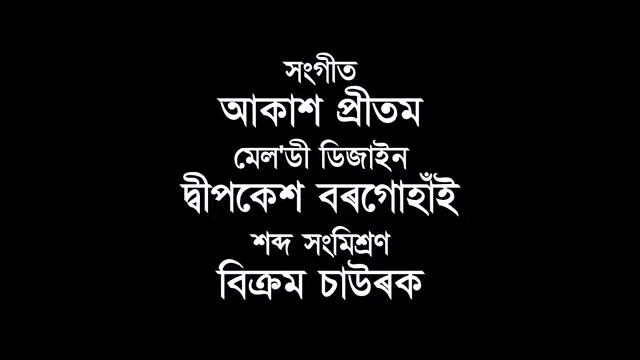 সংগীত
আকাশ প্ৰীতম
মেল'ডী ডিজাইন
দ্বীপকেশ বৰগোহাঁই
শব্দ সংমিশ্ৰণ
বিক্ৰম চাউৰক